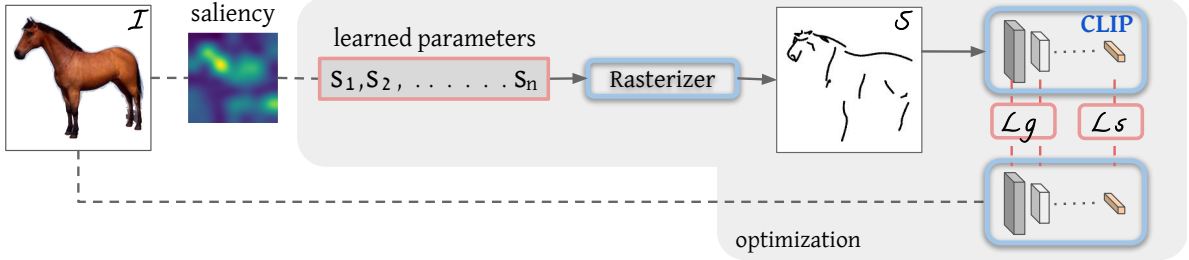 I
saliency
learned parameters
S1,S2, . . . . . . Sn
Rasterizer
S
CLIP
Lg
Ls
optimization